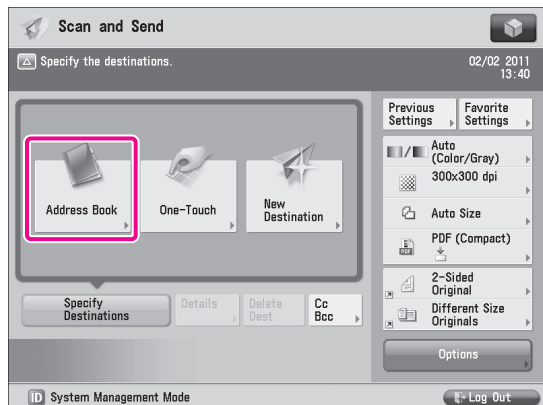 Scan and Send
Specify the destinations.
02/02 2011
13:40
Previous
Settings
Favorite
Settings
Auto
(Color/Gray)
300x300 dpi
Auto Size
PDF (Compact)
2-Sided
Original
Different Size
Originals
Options
Address Book
One-Touch
New
Destination
Specify
Destinations
Details
Delete
Dest.
Cc
Bcc
ID System Management Mode
Log Out